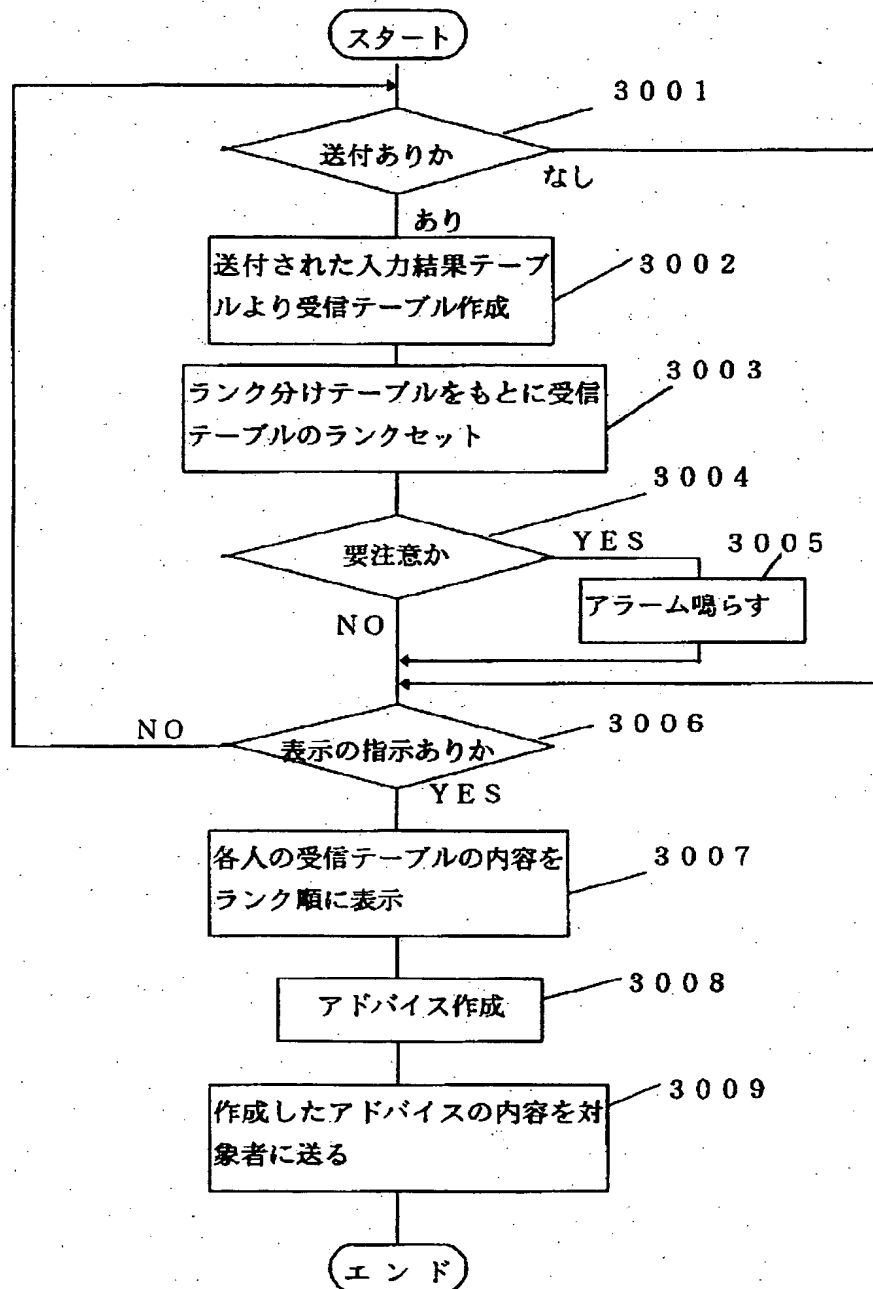 スタート
3001
送付ありか
なし
あり
送付された入力結果テーブ
ルより受信テーブル作成
3002
ランク分けテーブルをもとに受信
テーブルのランクセット
3003
3004
要注意か
YES
3005
アラーム鳴らす
NO
3006
NO
表示の指示ありか
YES
各人の受信テーブルの内容を
ランク順に表示
3007
アドバイス作成
3008
作成したアドバイスの内容を対
象者に送る
3009
エンド